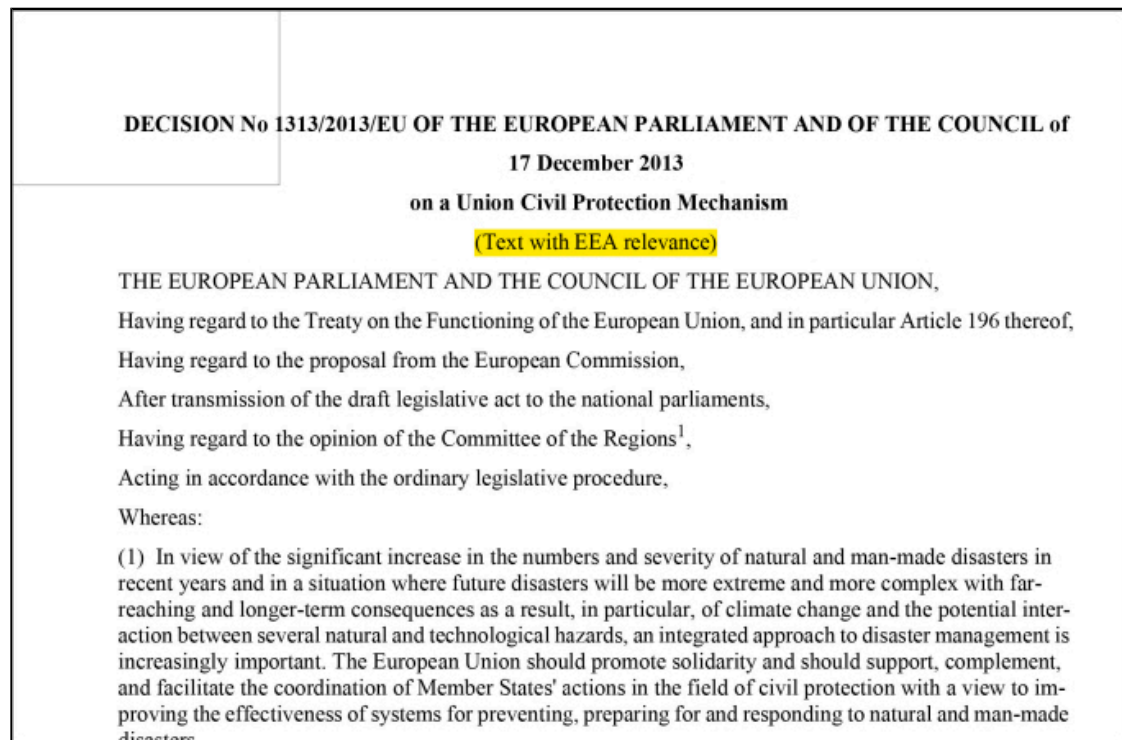 DECISION No 1313/2013/EU OF THE EUROPEAN PARLIAMENT AND OF THE COUNCIL of
17 December 2013
on a Union Civil Protection Mechanism
(Text with EEA relevance)
THE EUROPEAN PARLIAMENT AND THE COUNCIL OF THE EUROPEAN UNION,
Having regard to the Treaty on the Functioning of the European Union, and in particular Article 196 thereof,
Having regard to the proposal from the European Commission,
After transmission of the draft legislative act to the national parliaments,
Having regard to the opinion of the Committee of the Regions¹,
Acting in accordance with the ordinary legislative procedure,
Whereas:
(1) In view of the significant increase in the numbers and severity of natural and man-made disasters in
recent years and in a situation where future disasters will be more extreme and more complex with far-
reaching and longer-term consequences as a result, in particular, of climate change and the potential inter-
action between several natural and technological hazards, an integrated approach to disaster management is
increasingly important. The European Union should promote solidarity and should support, complement,
and facilitate the coordination of Member States' actions in the field of civil protection with a view to im-
proving the effectiveness of systems for preventing, preparing for and responding to natural and man-made
disasters